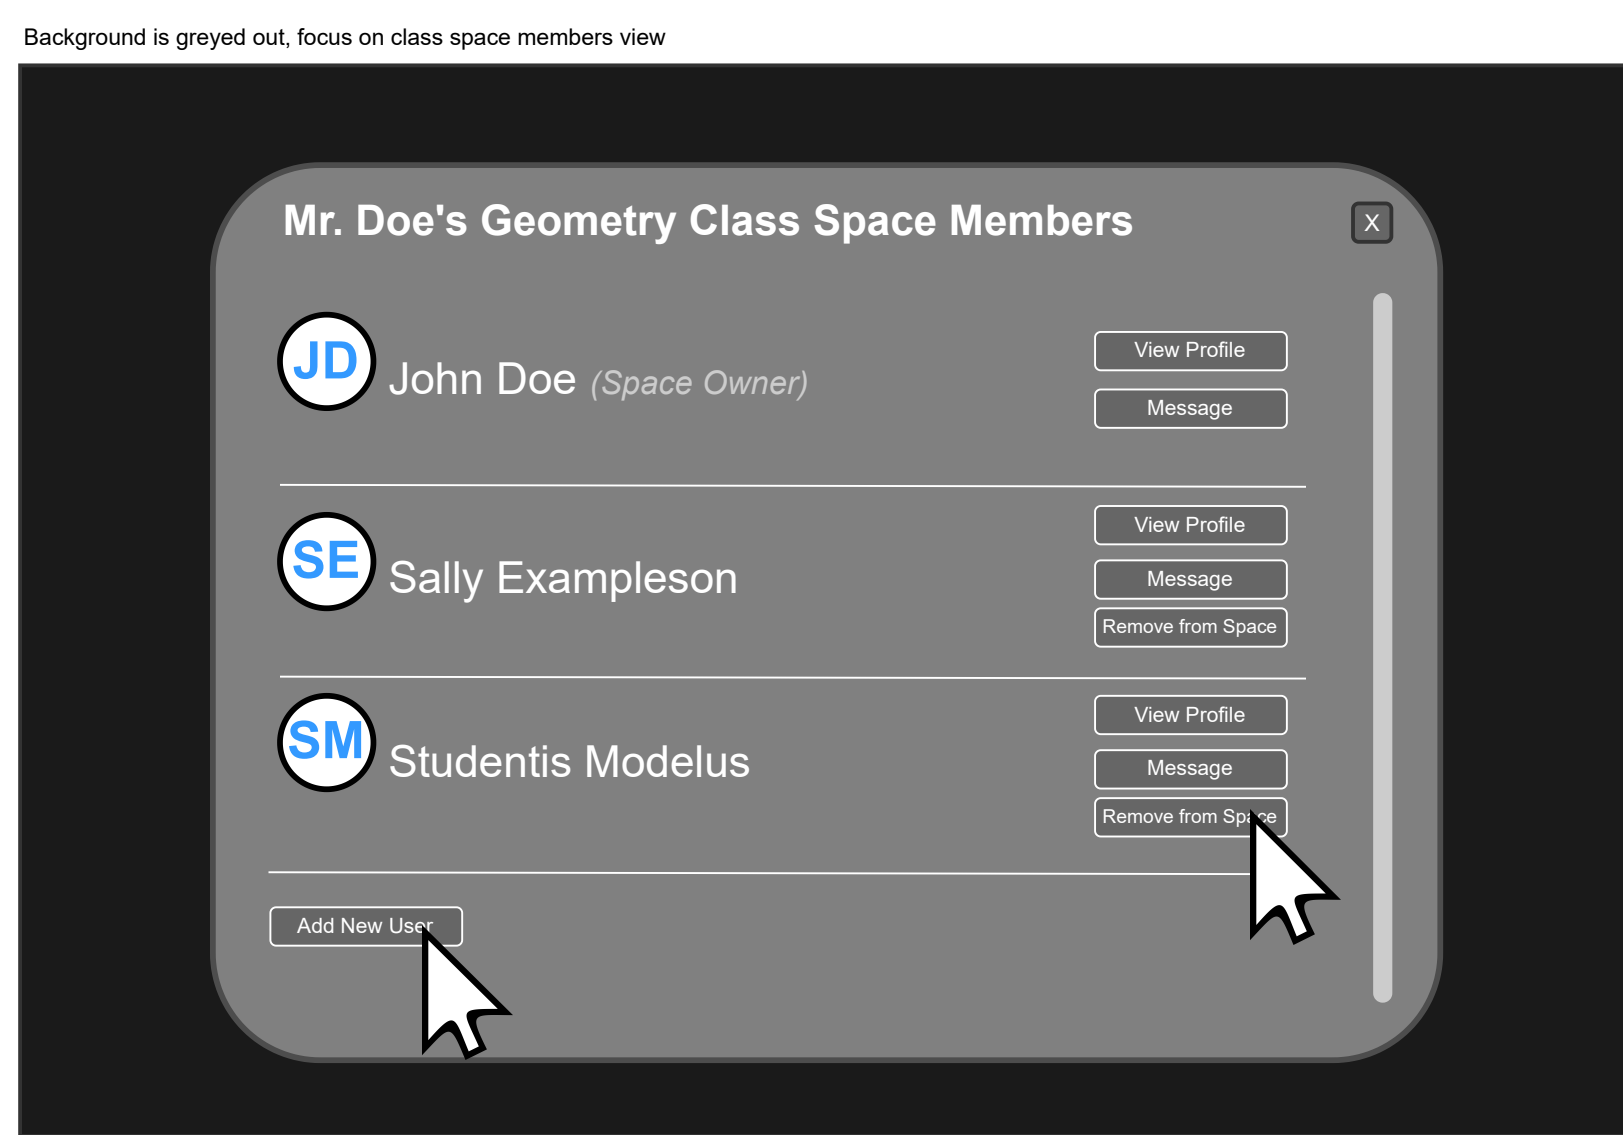 Background is greyed out, focus on class space members view
Mr. Doe's Geometry Class Space Members
X
JD
John Doe (Space Owner)
View Profile
Message
SE
Sally Exampleson
View Profile
Message
Remove from Space
SM
Studentis Modelus
View Profile
Message
Remove from Space
Add New User